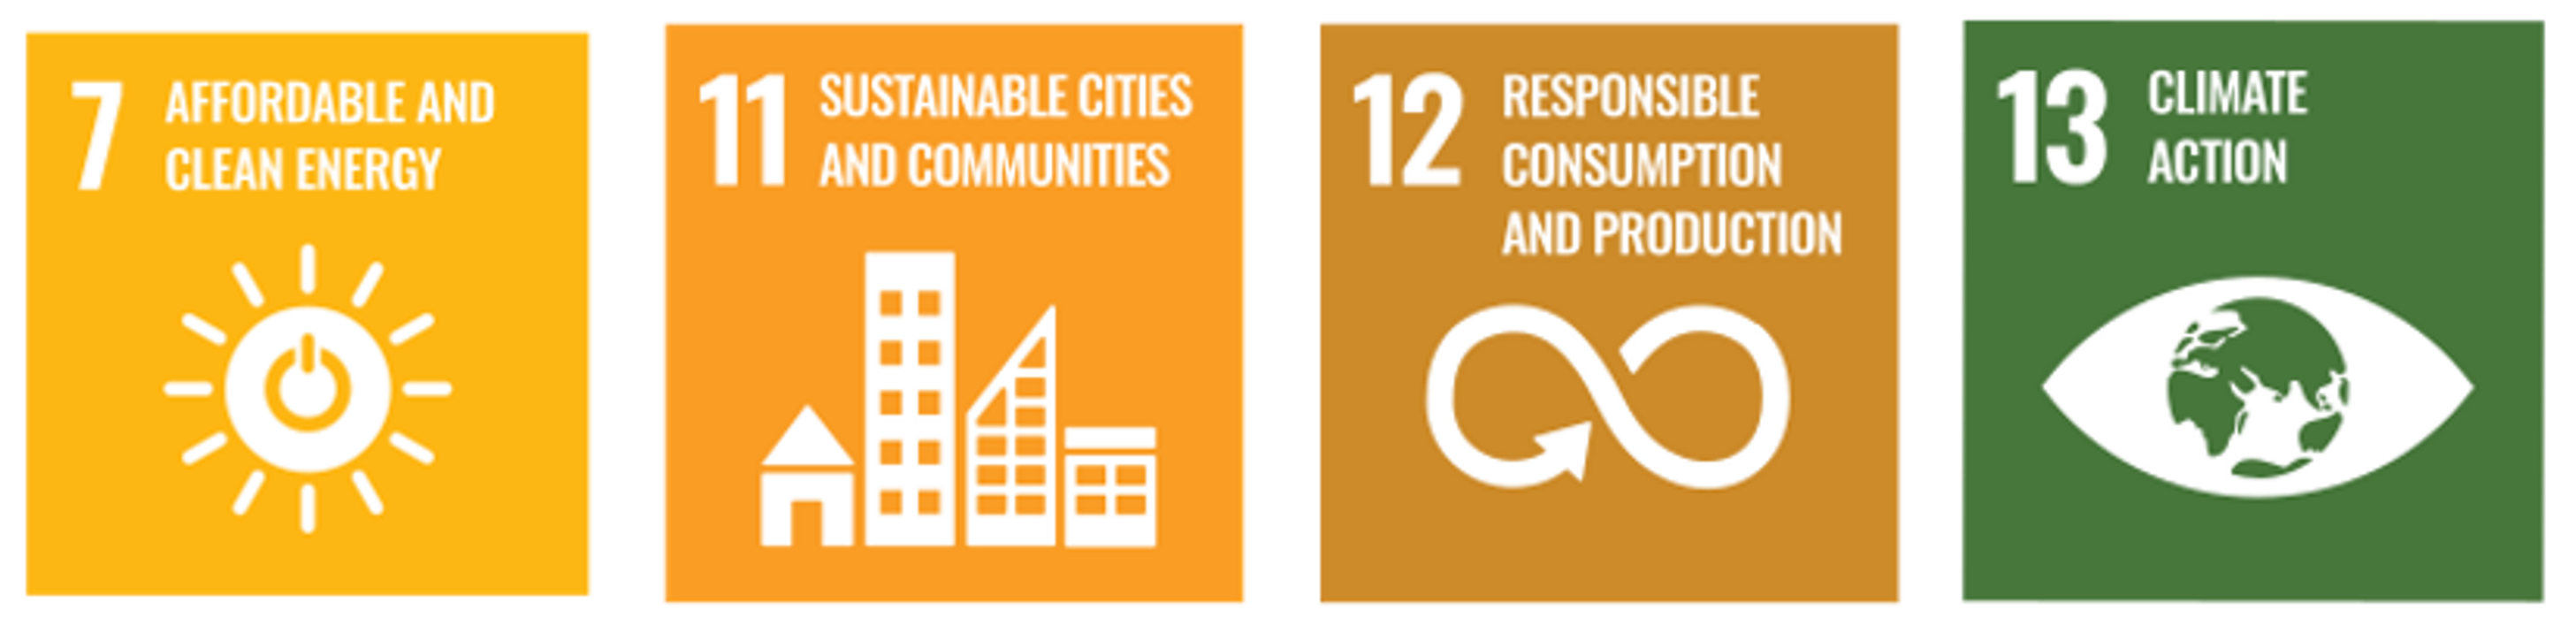 7 AFFORDABLE AND
CLEAN ENERGY
11 SUSTAINABLE CITIES
AND COMMUNITIES
12 RESPONSIBLE
CONSUMPTION
AND PRODUCTION
13 CLIMATE
ACTION